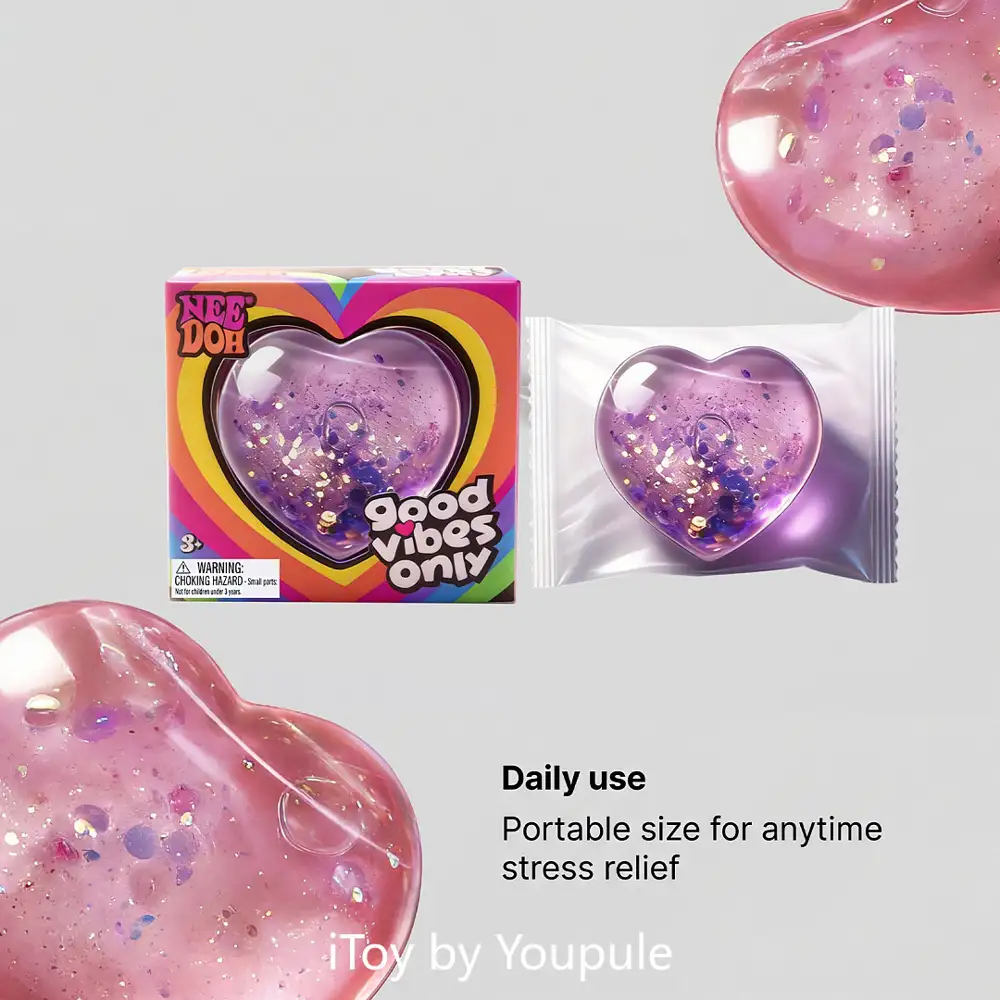 NEE
DOH
good
vibes
only
3+
WARNING:
CHOKING HAZARD - Small parts:
Not for children under 3 years.
Daily use
Portable size for anytime
stress relief
iToy by Youpule